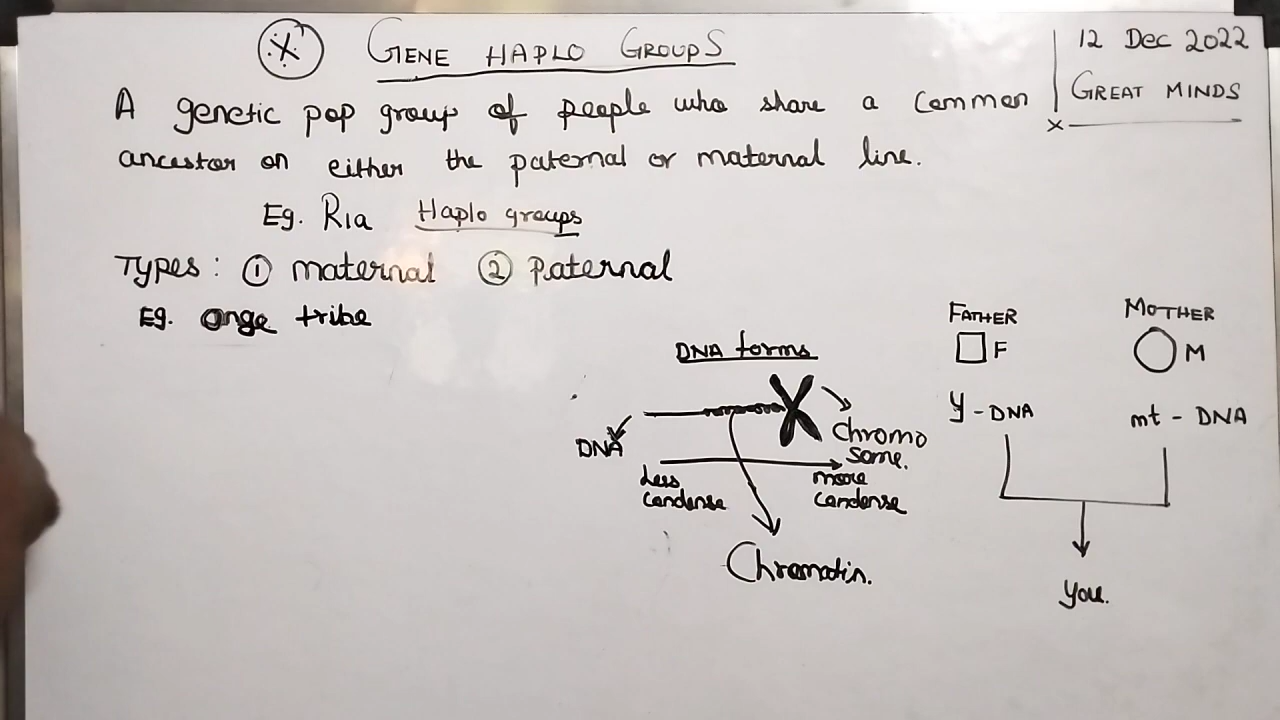 GENE HAPLO GROUPS
12 Dec 2022
GREAT MINDS
A genetic pop group of people who share a common
ancestor on either the paternal or maternal line.
Eg. R1a Haplo groups
TYPES: ① maternal ② Paternal
Eg. Onge tribe
DNA forms
DNA
Chromo
some.
Less
condense
more
condense
Chromatin.
FATHER
F
MOTHER
M
Y-DNA
mt - DNA
You.